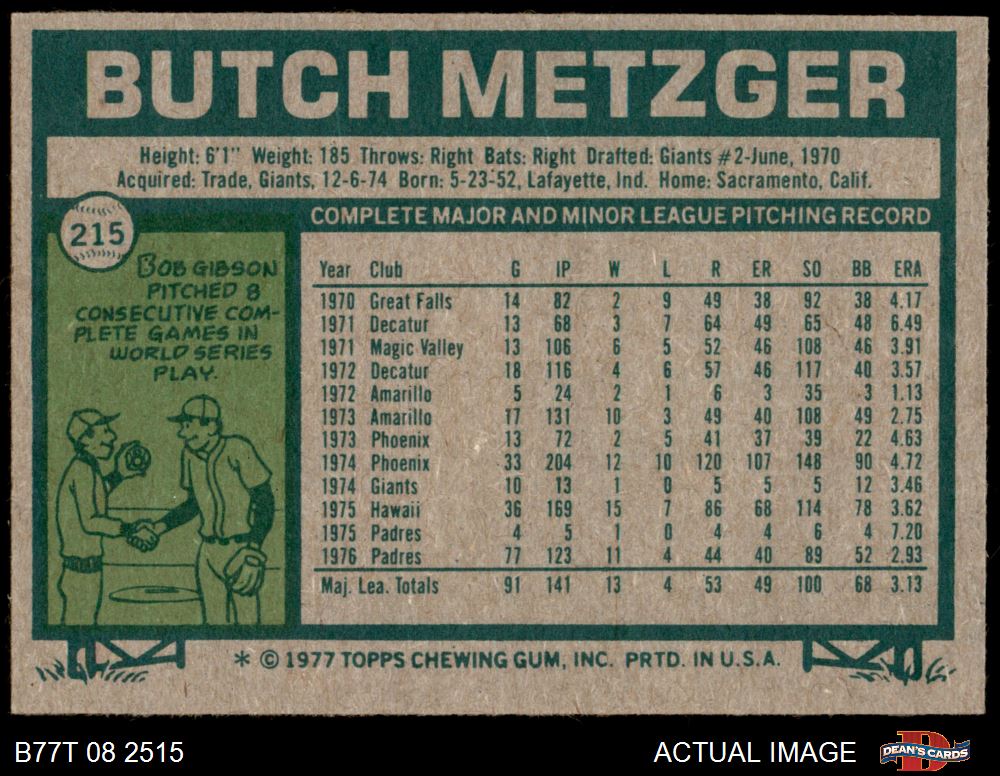 BUTCH METZGER
Height: 6'1" Weight: 185 Throws: Right Bats: Right Drafted: Giants #2-June, 1970
Acquired: Trade, Giants, 12-6-74 Born: 5-23-52, Lafayette, Ind. Home: Sacramento, Calif.
215
BOB GIBSON
PITCHED 8
CONSECUTIVE COM-
PLETE GAMES IN
WORLD SERIES
PLAY.
COMPLETE MAJOR AND MINOR LEAGUE PITCHING RECORD
Year Club G IP W L R ER SO BB ERA
1970 Great Falls 14 82 2 9 49 38 92 38 4.17
1971 Decatur 13 68 3 7 64 49 65 48 6.49
1971 Magic Valley 13 106 6 5 52 46 108 46 3.91
1972 Decatur 18 116 4 6 57 46 117 40 3.57
1972 Amarillo 5 24 2 1 6 3 35 3 1.13
1973 Amarillo 17 131 10 3 49 40 108 49 2.75
1973 Phoenix 13 72 2 5 41 37 39 22 4.63
1974 Phoenix 33 204 12 10 120 107 148 90 4.72
1974 Giants 10 13 1 0 5 5 5 12 3.46
1975 Hawaii 36 169 15 7 86 68 114 78 3.62
1975 Padres 4 5 1 0 4 4 6 4 7.20
1976 Padres 77 123 11 4 44 40 89 52 2.93
Maj. Lea. Totals 91 141 13 4 53 49 100 68 3.13
* © 1977 TOPPS CHEWING GUM, INC. PRTD. IN U.S.A.
B77T 08 2515
ACTUAL IMAGE
DEAN'S CARDS